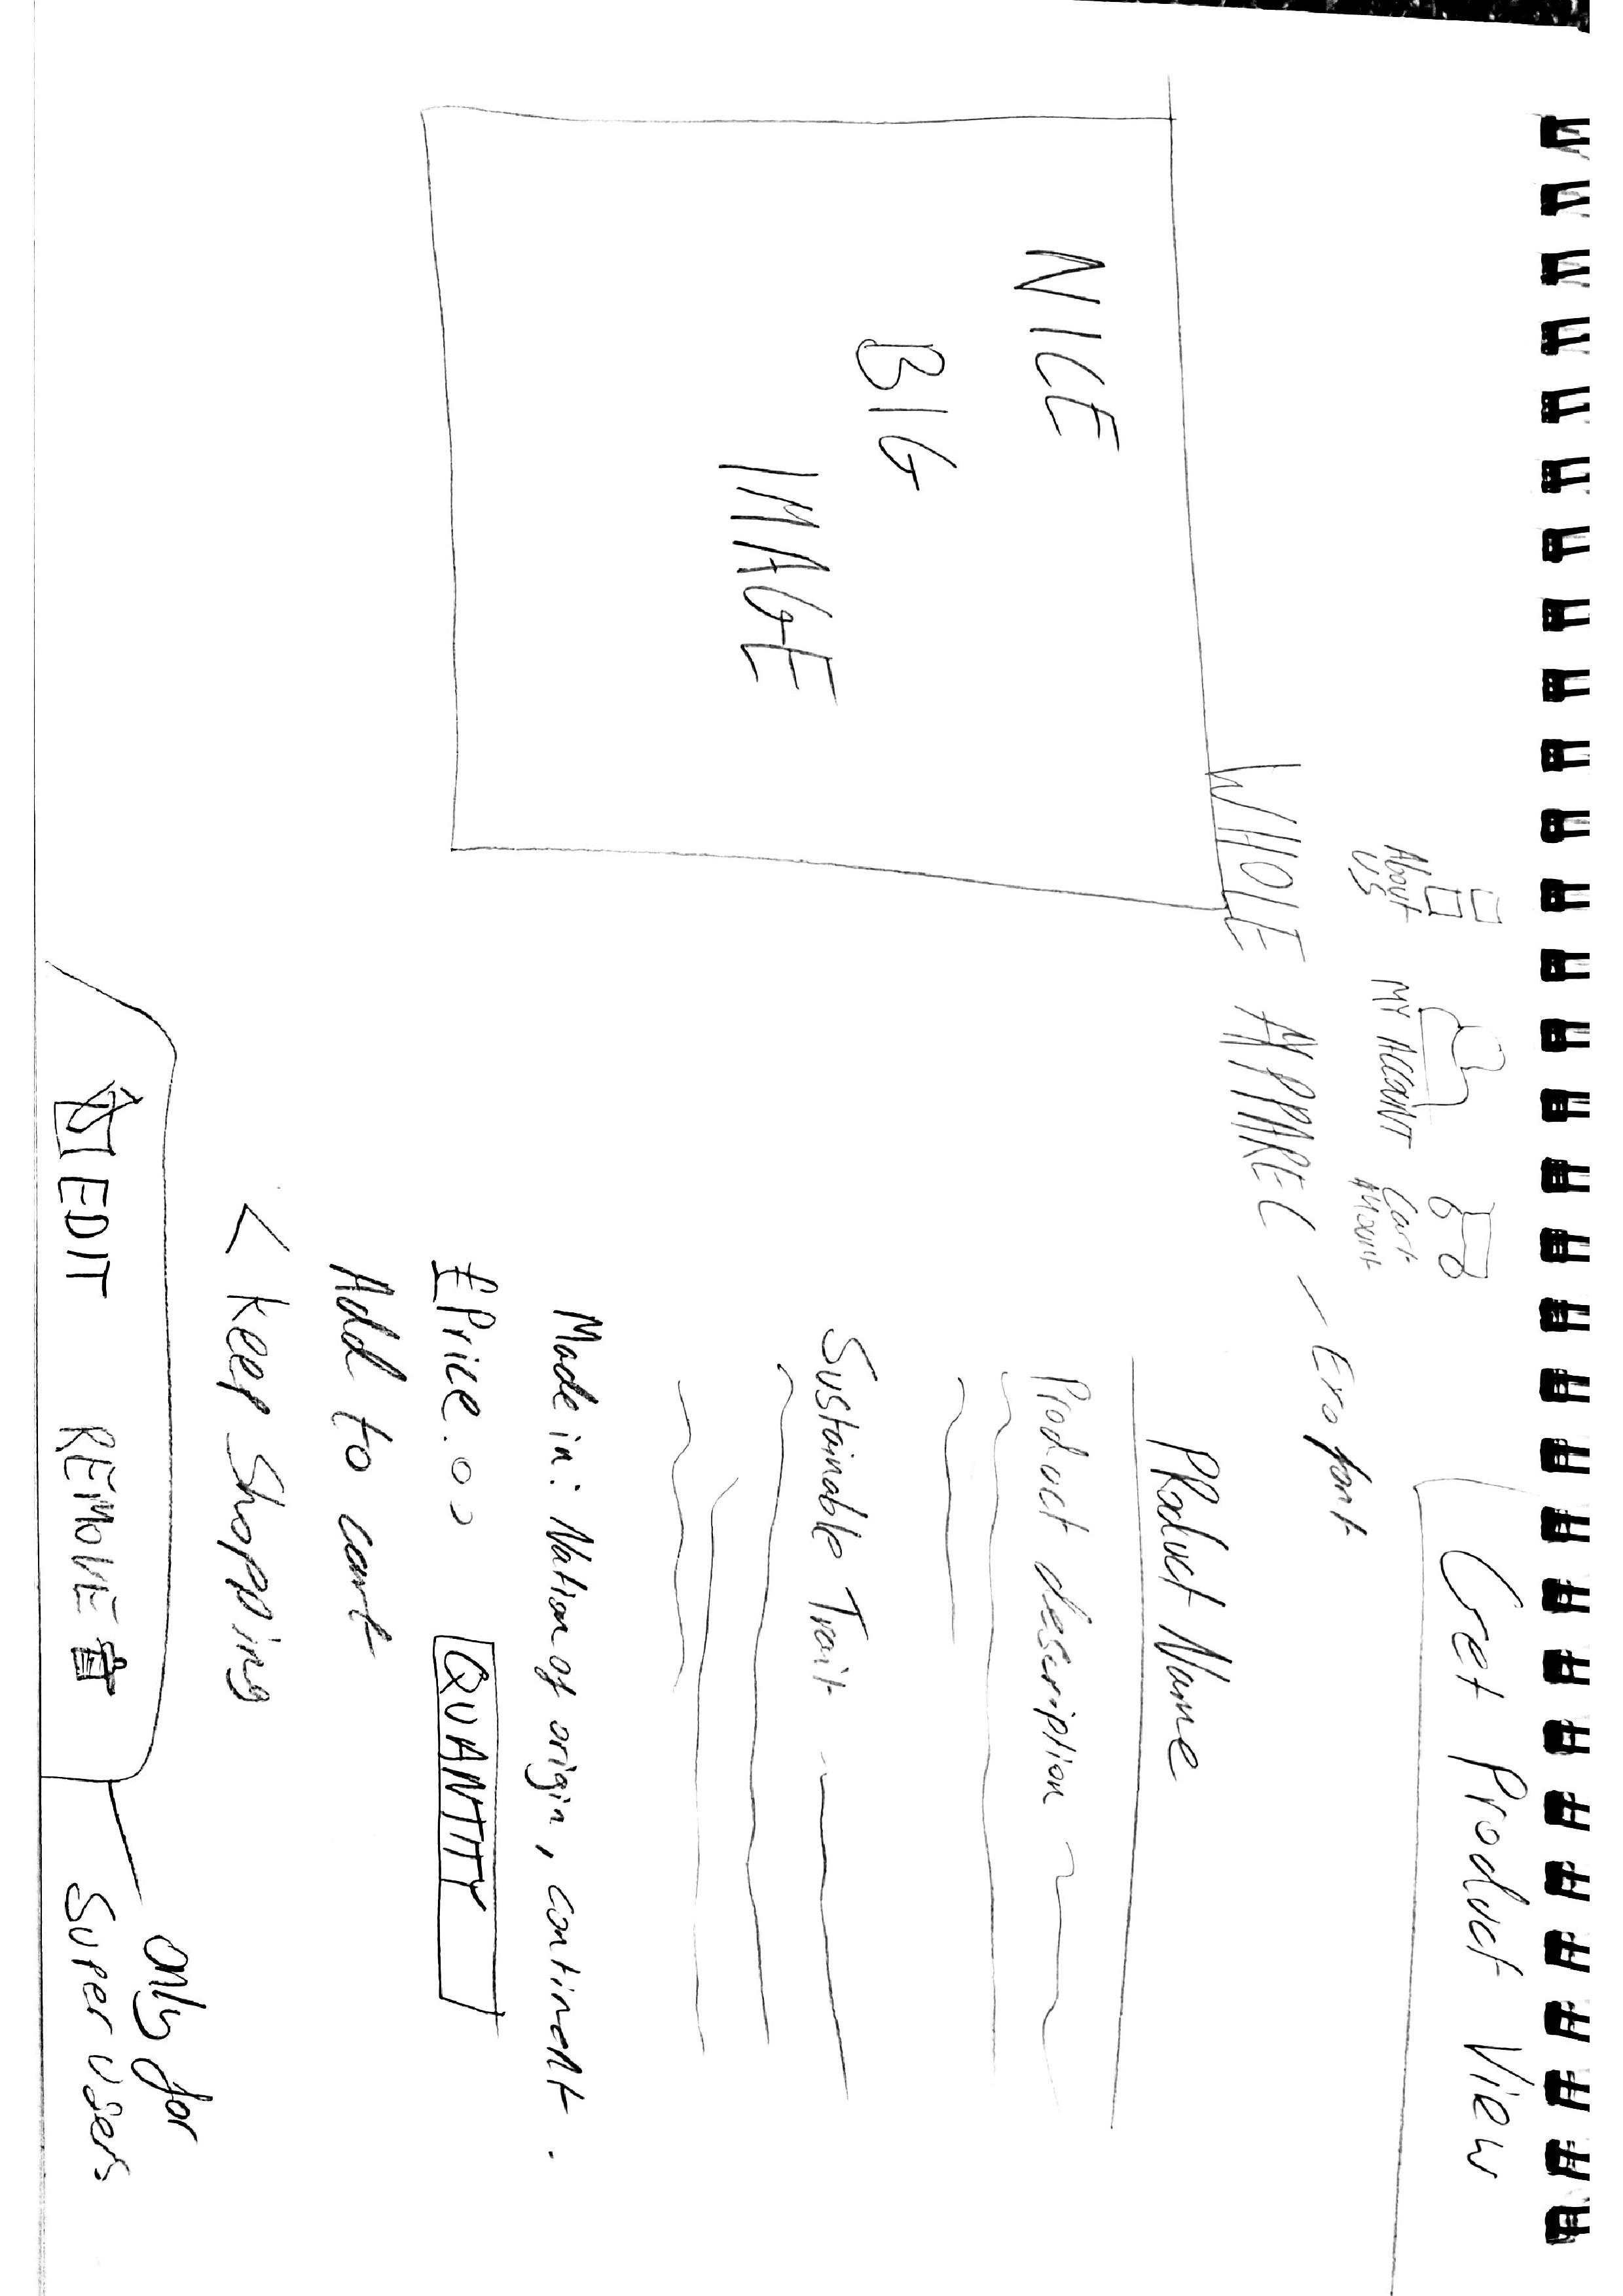 Get Product View
About
US
MY ACCOUNT
Cart
Amount
WHOLE APPAREL
Exo font
NICE
BIG
IMAGE
Product Name
Product description
Sustainable Trait
Made in: Nation of origin, continent.
£Price.00
QUANTITY
Add to cart
< Keep Shopping
EDIT REMOVE
only for
Super users